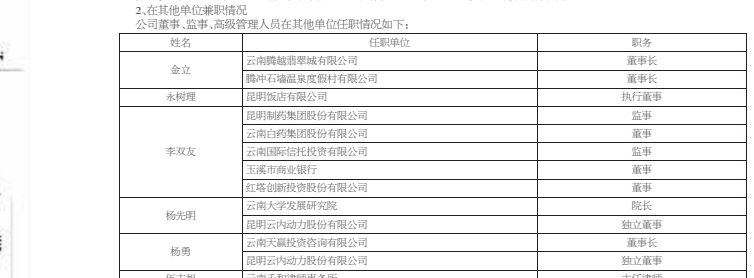 2、在其他单位兼职情况
公司董事、监事、高级管理人员在其他单位任职情况如下：
姓名 任职单位 职务
金立 云南腾越翡翠城有限公司 董事长
腾冲石墙温泉度假村有限公司 董事长
永树理 昆明饭店有限公司 执行董事
李双友 昆明制药集团股份有限公司 监事
云南白药集团股份有限公司 董事
云南国际信托投资有限公司 监事
玉溪市商业银行 董事
红塔创新投资股份有限公司 董事
杨先明 云南大学发展研究院 院长
昆明云内动力股份有限公司 独立董事
杨勇 云南天赢投资咨询有限公司 董事长
昆明云内动力股份有限公司 独立董事